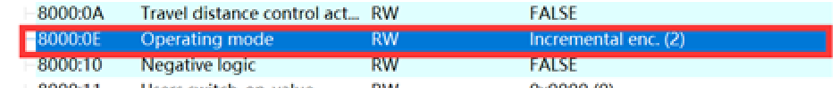 8000:0A Travel distance control act... RW FALSE
8000:0E Operating mode RW Incremental enc. (2)
8000:10 Negative logic RW FALSE